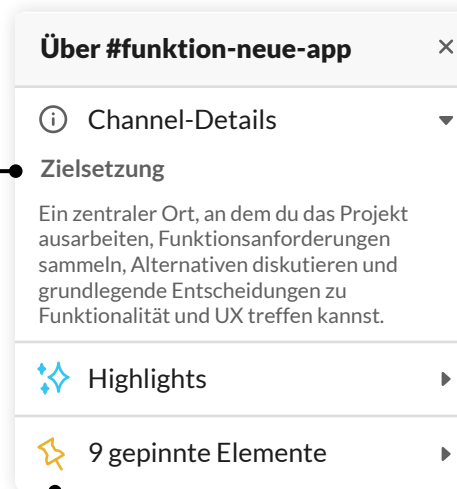 Über #funktion-neue-app
Channel-Details
Zielsetzung
Ein zentraler Ort, an dem du das Projekt
ausarbeiten, Funktionsanforderungen
sammeln, Alternativen diskutieren und
grundlegende Entscheidungen zu
Funktionalität und UX treffen kannst.
Highlights
9 gepinnte Elemente